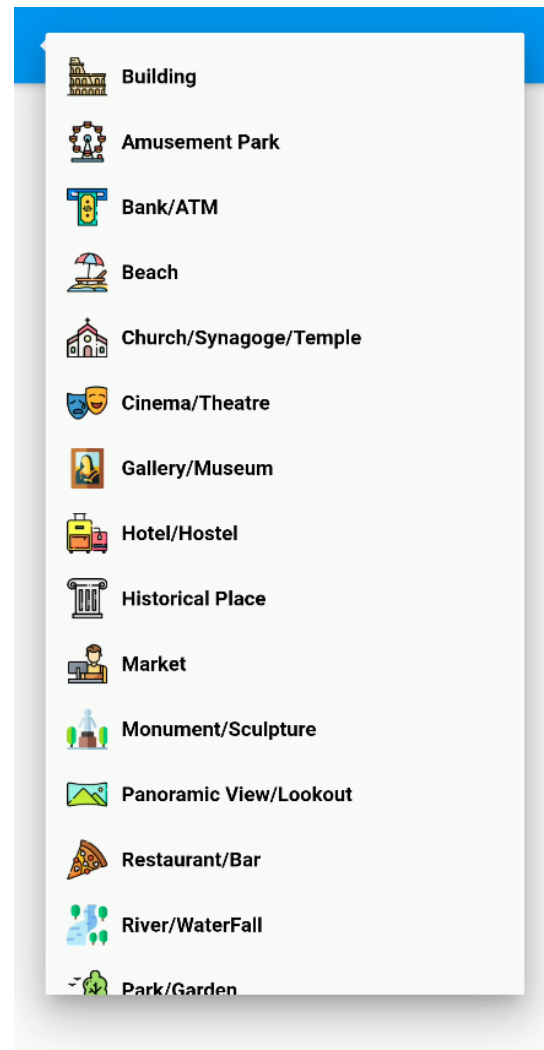 Building
Amusement Park
Bank/ATM
Beach
Church/Synagoge/Temple
Cinema/Theatre
Gallery/Museum
Hotel/Hostel
Historical Place
Market
Monument/Sculpture
Panoramic View/Lookout
Restaurant/Bar
River/WaterFall
Park/Garden